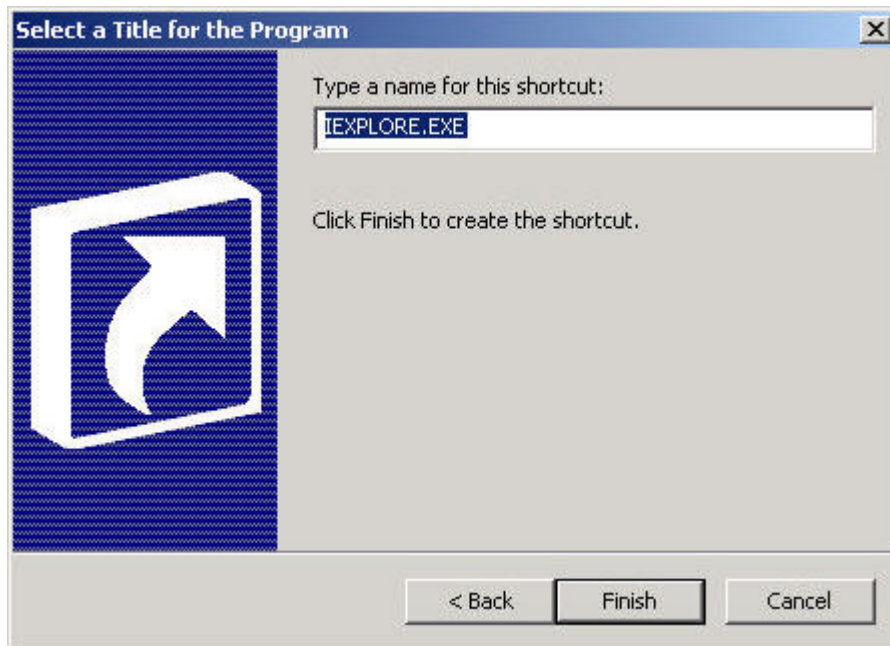 Select a Title for the Program
Type a name for this shortcut:
IEXPLORE.EXE
Click Finish to create the shortcut.
< Back
Finish
Cancel